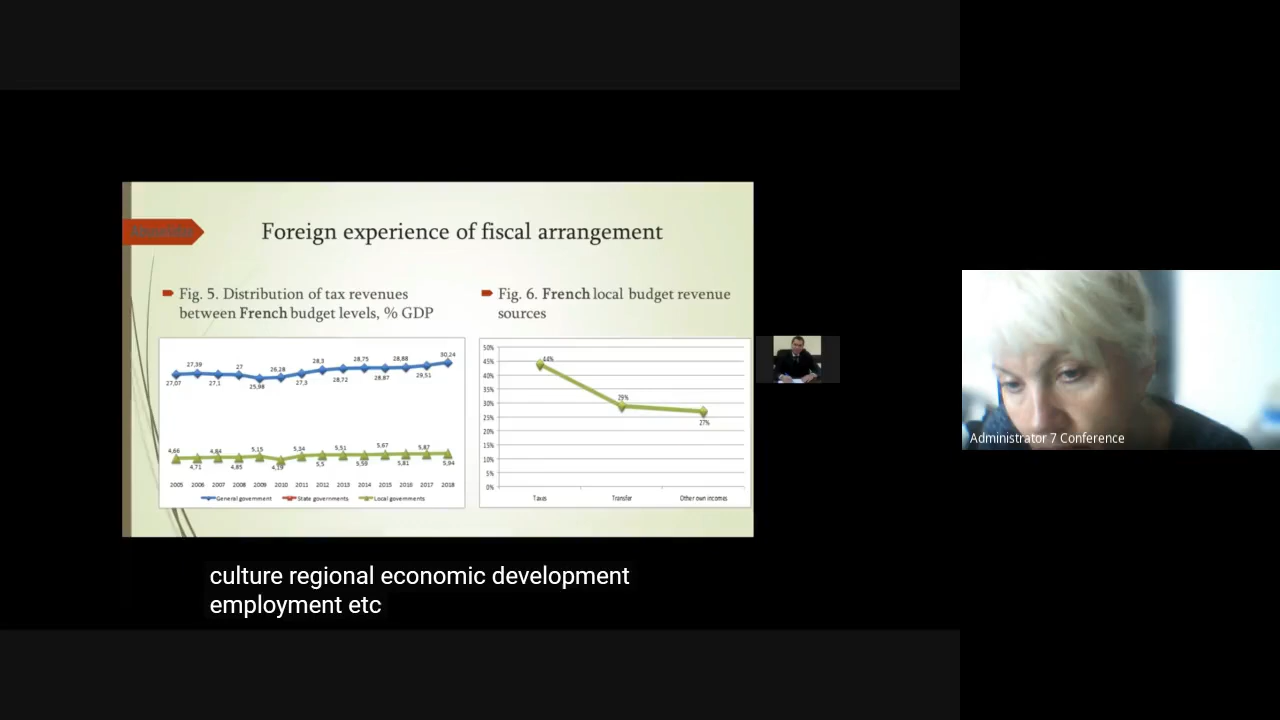 Foreign experience of fiscal arrangement
Fig. 5. Distribution of tax revenues
between French budget levels, % GDP
Fig. 6. French local budget revenue
sources
27,07 27,39 27,1 27 25,98 26,28 27,3 28,3 28,72 28,75 28,87 28,88 29,51 30,24
4,66 4,71 4,84 4,85 5,15 4,19 5,34 5,5 5,51 5,59 5,67 5,81 5,87 5,94
2005 2006 2007 2008 2009 2010 2011 2012 2013 2014 2015 2016 2017 2018
General government State governments Local governments
50%
45%
40%
35%
30%
25%
20%
15%
10%
5%
0%
44%
29%
27%
Taxes Transfer Other own incomes
Administrator 7 Conference
culture regional economic development
employment etc